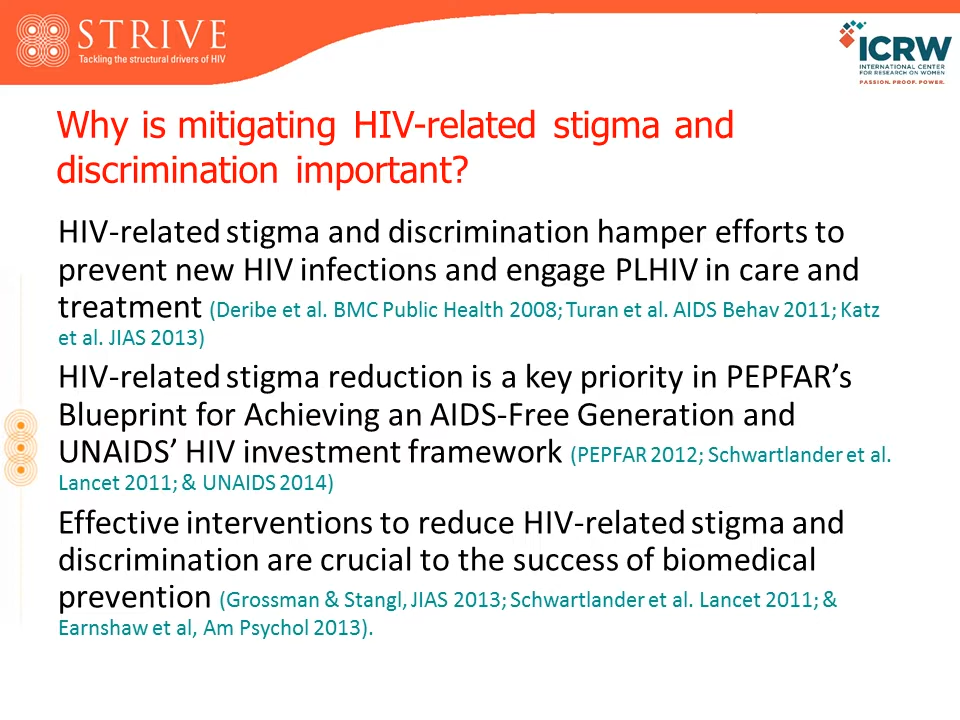 STRIVE
Tackling the structural drivers of HIV
ICRW
INTERNATIONAL CENTER
FOR RESEARCH ON WOMEN
PASSION. PROOF. POWER.
Why is mitigating HIV-related stigma and
discrimination important?
HIV-related stigma and discrimination hamper efforts to
prevent new HIV infections and engage PLHIV in care and
treatment (Deribe et al. BMC Public Health 2008; Turan et al. AIDS Behav 2011; Katz
et al. JIAS 2013)
HIV-related stigma reduction is a key priority in PEPFAR’s
Blueprint for Achieving an AIDS-Free Generation and
UNAIDS’ HIV investment framework (PEPFAR 2012; Schwartlander et al.
Lancet 2011; & UNAIDS 2014)
Effective interventions to reduce HIV-related stigma and
discrimination are crucial to the success of biomedical
prevention (Grossman & Stangl, JIAS 2013; Schwartlander et al. Lancet 2011; &
Earnshaw et al, Am Psychol 2013).